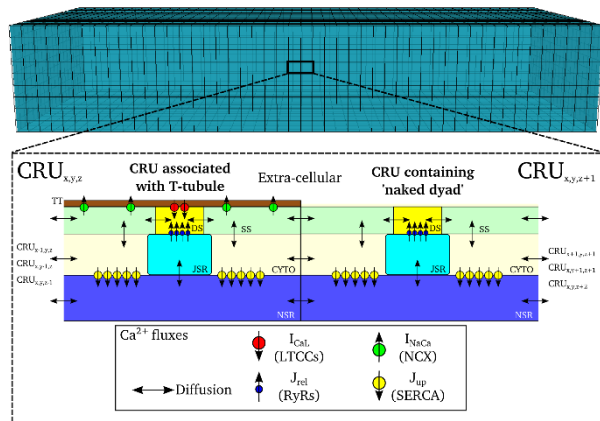 CRUx,y,z
CRU associated
with T-tubule
Extra-cellular
CRU containing
'naked dyad'
CRUx,y,z+1
TT
DS
SS
DS
SS
CRUx-1,y,z
CRUx,y-1,z
CRUx,y,z-1
JSR
CYTO
JSR
CYTO
CRUx+1,y,z+1
CRUx,y+1,z+1
CRUx,y,z+2
NSR
NSR
Ca2+ fluxes
ICaL
(LTCCs)
INaCa
(NCX)
Diffusion
Jrel
(RyRs)
Jup
(SERCA)